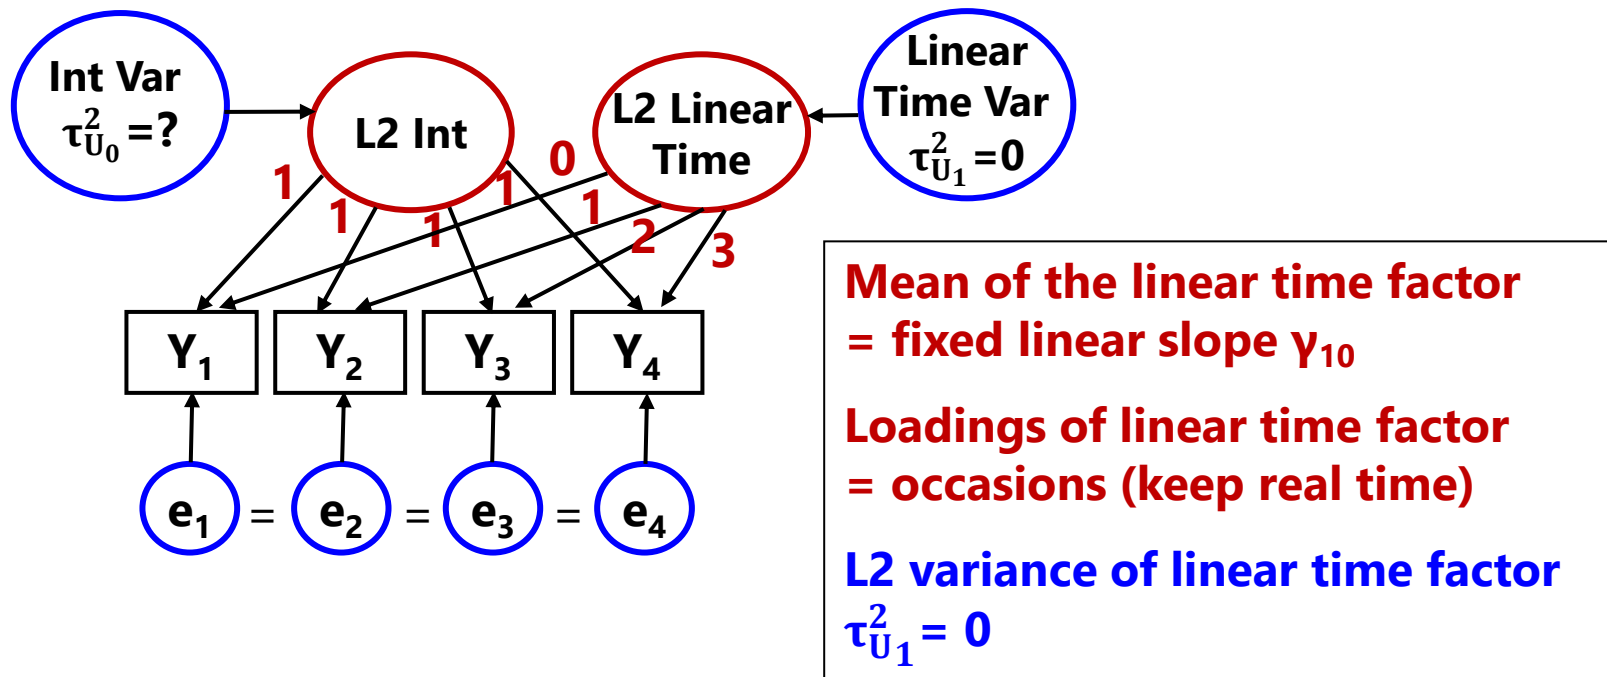 Int Var
τ²U₀ =?
L2 Int
L2 Linear
Time
Linear
Time Var
τ²U₁ =0
1
1
1
1
0
1
2
3
Y₁
Y₂
Y₃
Y₄
e₁ = e₂ = e₃ = e₄
Mean of the linear time factor
= fixed linear slope γ₁₀
Loadings of linear time factor
= occasions (keep real time)
L2 variance of linear time factor
τ²U₁ = 0